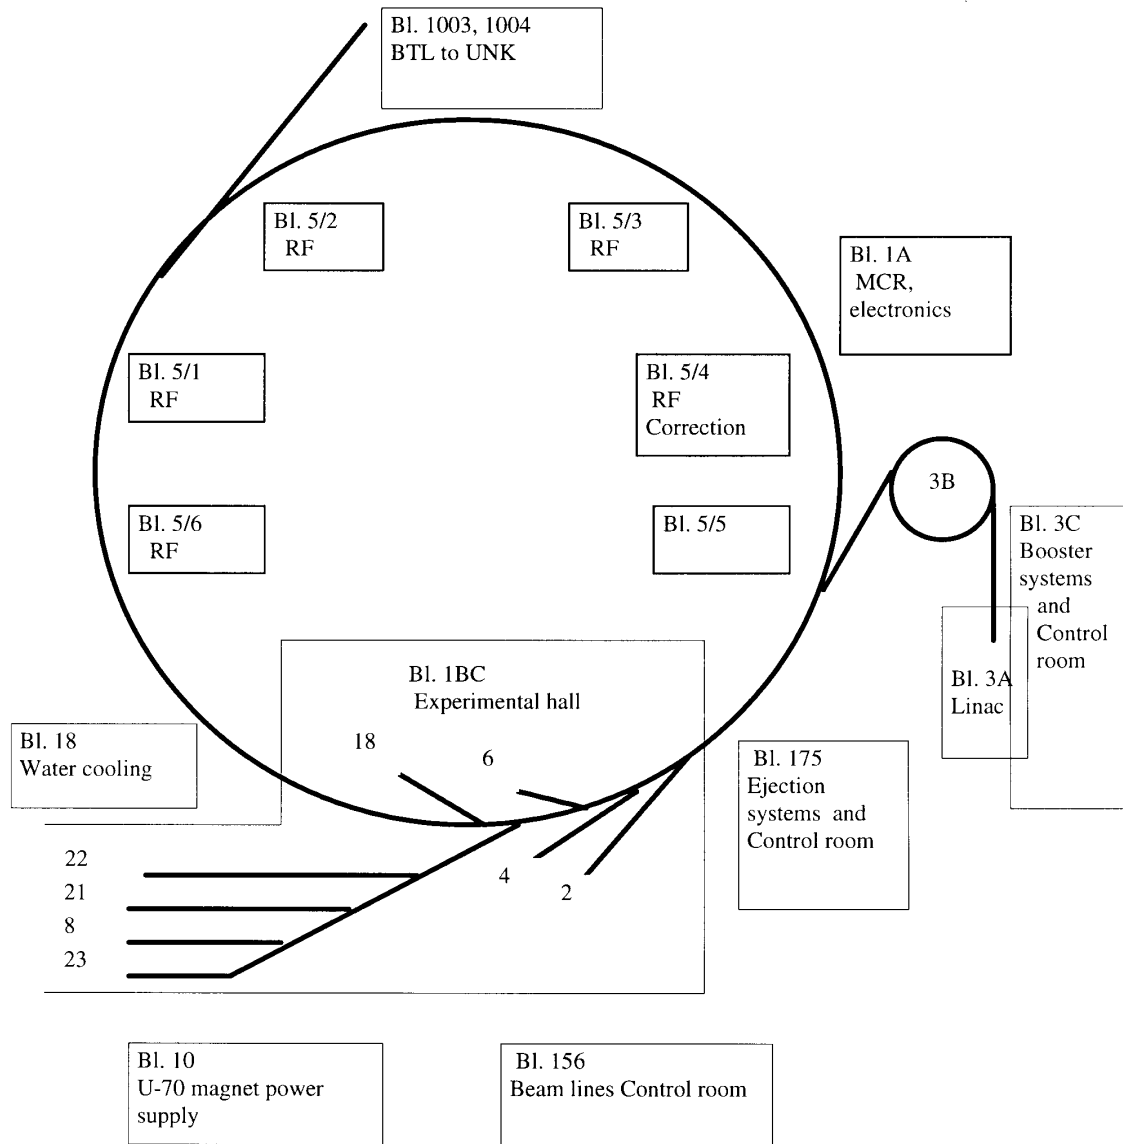 Bl. 1003, 1004
BTL to UNK
Bl. 5/2
RF
Bl. 5/3
RF
Bl. 1A
MCR,
electronics
Bl. 5/1
RF
Bl. 5/4
RF
Correction
3B
Bl. 5/6
RF
Bl. 5/5
Bl. 3C
Booster
systems
and
Control
room
Bl. 3A
Linac
Bl. 1BC
Experimental hall
18
6
Bl. 18
Water cooling
Bl. 175
Ejection
systems and
Control room
4
2
22
21
8
23
Bl. 10
U-70 magnet power
supply
Bl. 156
Beam lines Control room